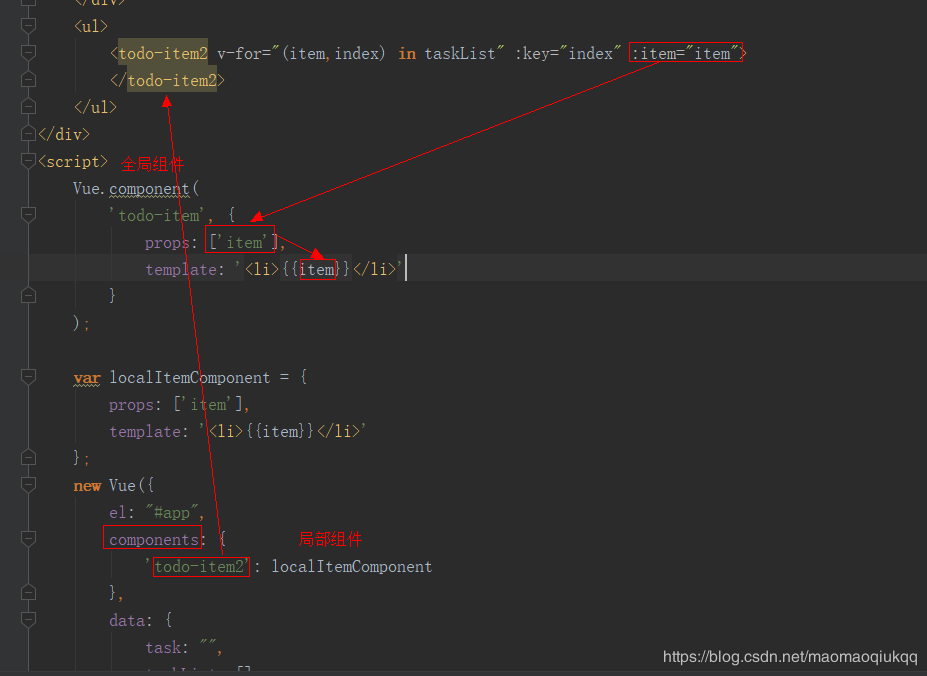 </div>
<ul>
<todo-item2 v-for="(item,index) in taskList" :key="index" :item="item">
</todo-item2>
</ul>
</div>
<script> 全局组件
Vue.component(
'todo-item', {
props: ['item'],
template: '<li>{{item}}</li>'
}
);
var localItemComponent = {
props: ['item'],
template: '<li>{{item}}</li>'
};
new Vue({
el: "#app",
components: { 局部组件
'todo-item2': localItemComponent
},
data: {
task: "",
https://blog.csdn.net/maomaoqiukqq